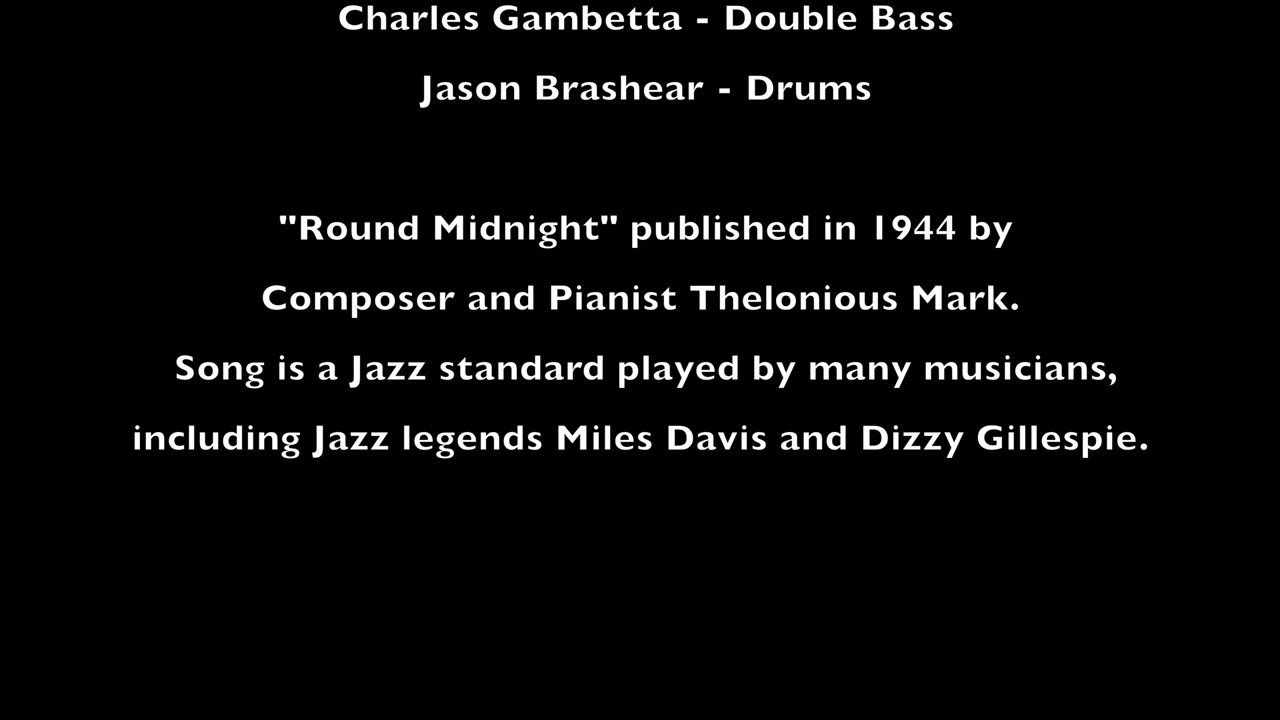 Charles Gambetta - Double Bass
Jason Brashear - Drums
"Round Midnight" published in 1944 by
Composer and Pianist Thelonious Mark.
Song is a Jazz standard played by many musicians,
including Jazz legends Miles Davis and Dizzy Gillespie.